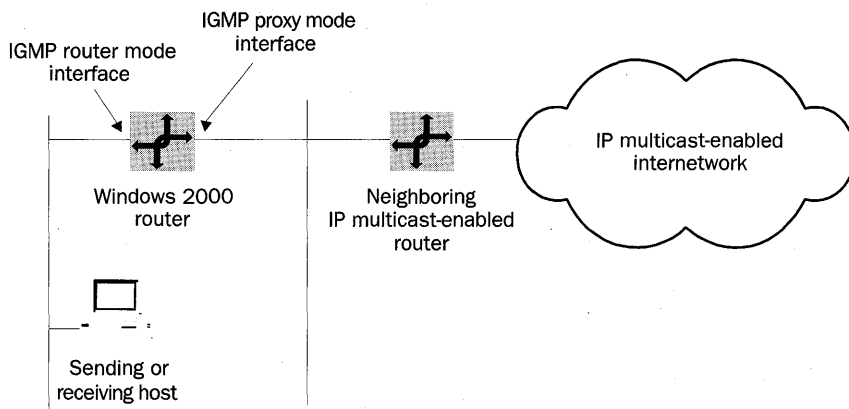 IGMP router mode
interface
IGMP proxy mode
interface
Windows 2000
router
Neighboring
IP multicast-enabled
router
IP multicast-enabled
internetwork
Sending or
receiving host